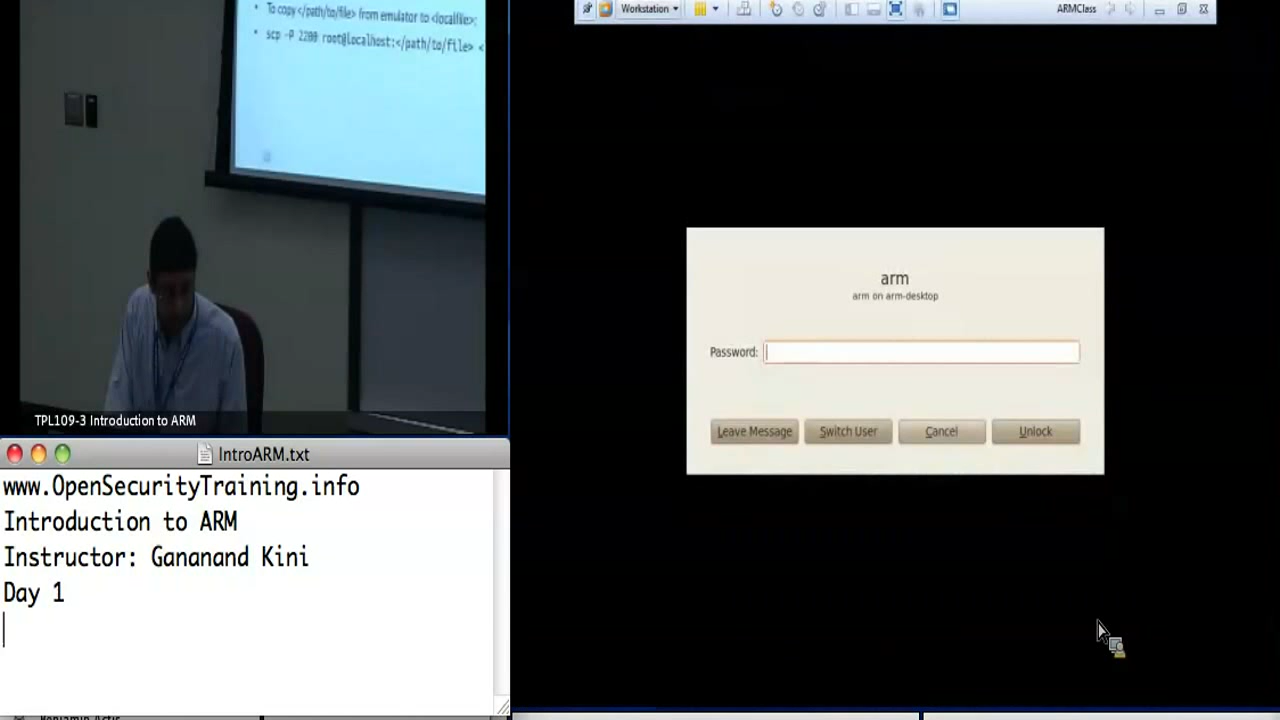 • To copy </path/to/file> from emulator to <localfile>:
• scp -P 2200 root@localhost:</path/to/file> <
TPL109-3 Introduction to ARM
IntroARM.txt
www.OpenSecurityTraining.info
Introduction to ARM
Instructor: Gananand Kini
Day 1
Workstation
ARMClass
arm
arm on arm-desktop
Password:
Leave Message
Switch User
Cancel
Unlock